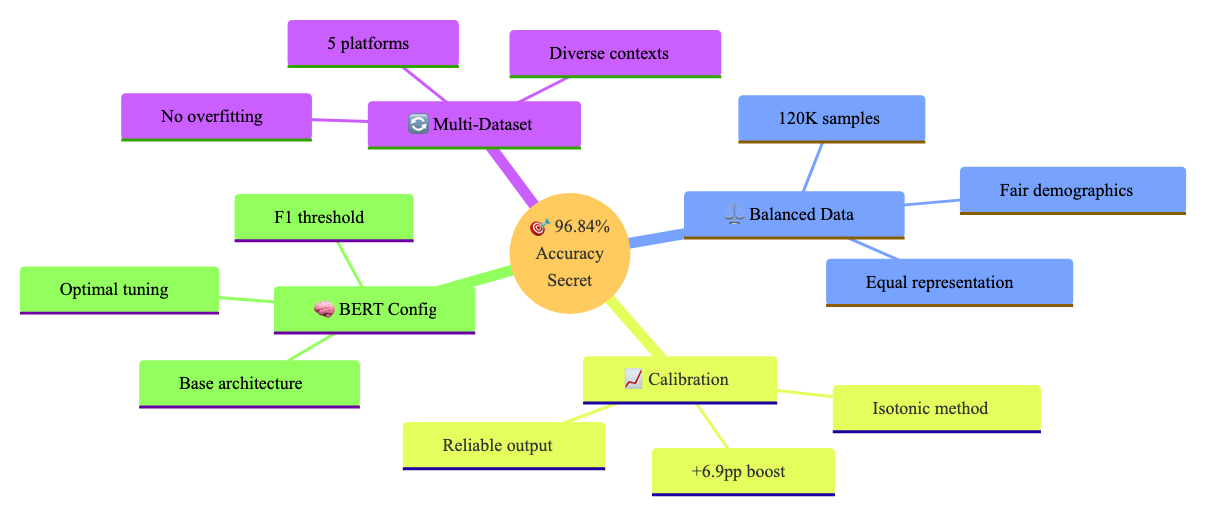 🎯 96.84%
Accuracy
Secret
🔄 Multi-Dataset
5 platforms
Diverse contexts
No overfitting
⚖️ Balanced Data
120K samples
Fair demographics
Equal representation
🧠 BERT Config
F1 threshold
Optimal tuning
Base architecture
📈 Calibration
Isotonic method
Reliable output
+6.9pp boost